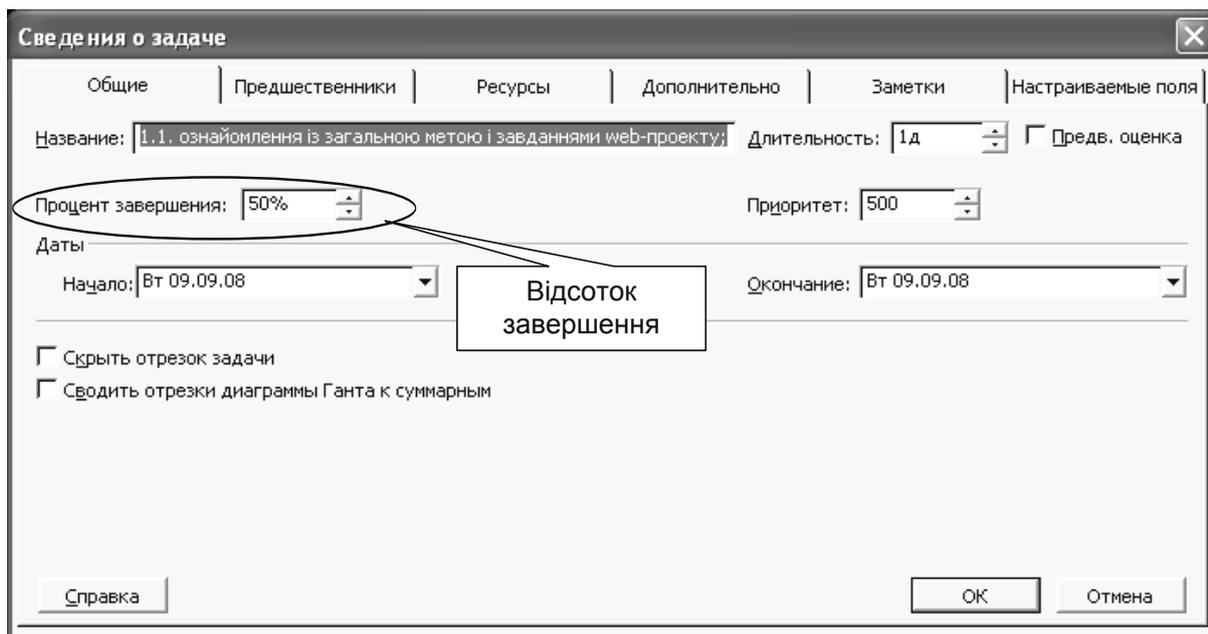 Сведения о задаче
Общие Предшественники Ресурсы Дополнительно Заметки Настраиваемые поля
Название: 1.1. ознайомлення із загальною метою і завданнями web-проекту; Длительность: 1д Предв. оценка
Процент завершения: 50% Приоритет: 500
Даты
Начало: Вт 09.09.08 Окончание: Вт 09.09.08
Відсоток
завершення
Скрыть отрезок задачи
Сводить отрезки диаграммы Ганта к суммарным
Справка ОК Отмена